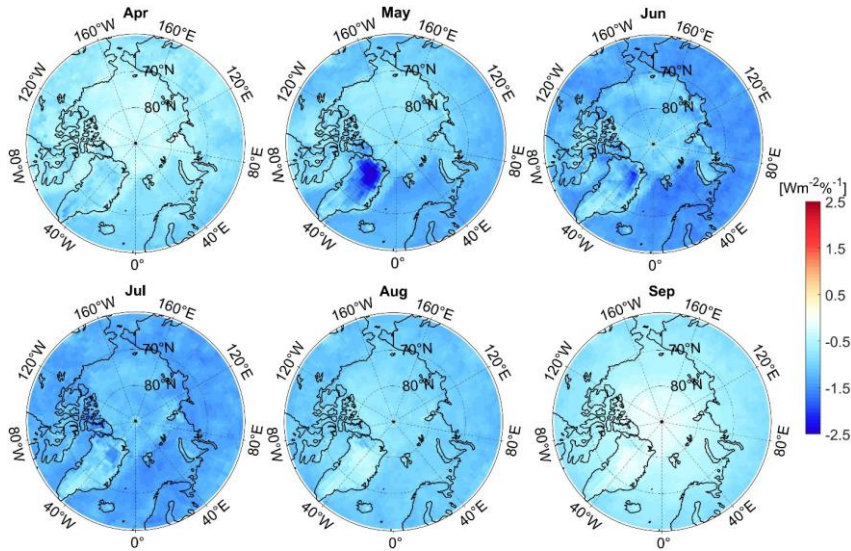 Apr
160°W
160°E
120°W
70°N
120°E
80°N
80°W
80°E
40°W
40°E
0°
May
160°W
160°E
120°W
70°N
120°E
80°N
80°W
80°E
40°W
40°E
0°
Jun
160°W
160°E
120°W
70°N
120°E
80°N
80°W
80°E
40°W
40°E
0°
[Wm⁻²%⁻¹]
2.5
1.5
0.5
-0.5
-1.5
-2.5
Jul
160°W
160°E
120°W
70°N
120°E
80°N
80°W
80°E
40°W
40°E
0°
Aug
160°W
160°E
120°W
70°N
120°E
80°N
80°W
80°E
40°W
40°E
0°
Sep
160°W
160°E
120°W
70°N
120°E
80°N
80°W
80°E
40°W
40°E
0°